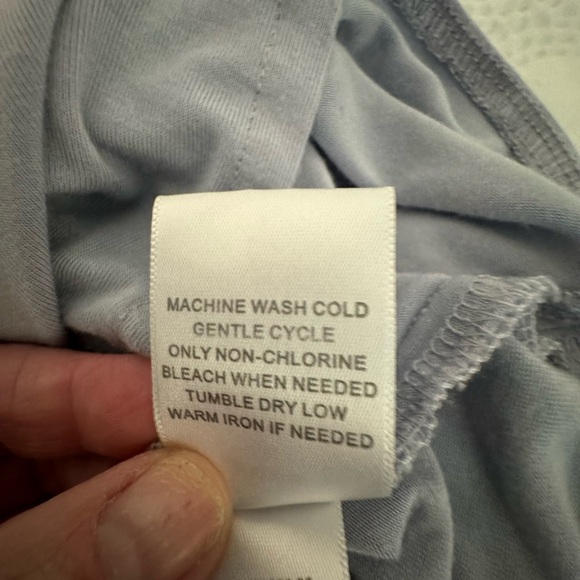 MACHINE WASH COLD
GENTLE CYCLE
ONLY NON-CHLORINE
BLEACH WHEN NEEDED
TUMBLE DRY LOW
WARM IRON IF NEEDED